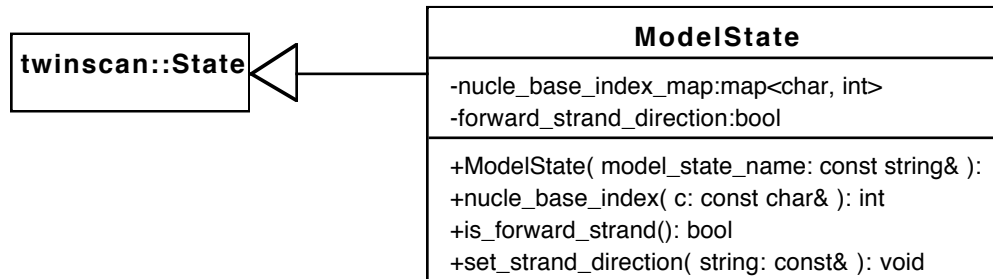 twinscan::State
ModelState
-nucle_base_index_map:map<char, int>
-forward_strand_direction:bool
+ModelState( model_state_name: const string& ):
+nucle_base_index( c: const char& ): int
+is_forward_strand(): bool
+set_strand_direction( string: const& ): void